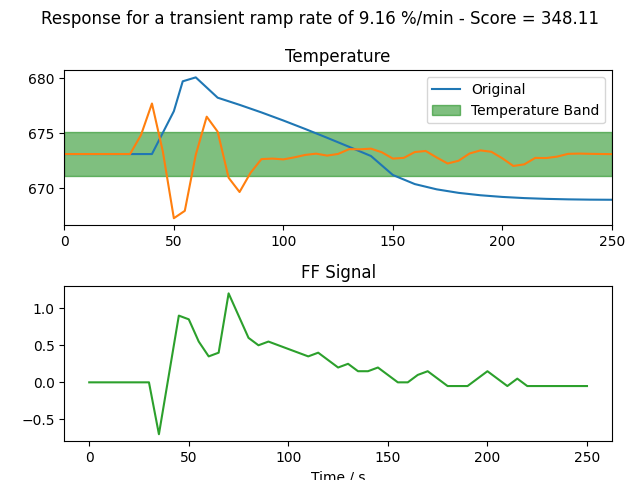 Response for a transient ramp rate of 9.16 %/min - Score = 348.11
Temperature
680
675
670
Original
Temperature Band
0 50 100 150 200 250
FF Signal
1.0
0.5
0.0
−0.5
0 50 100 150 200 250
Time / s